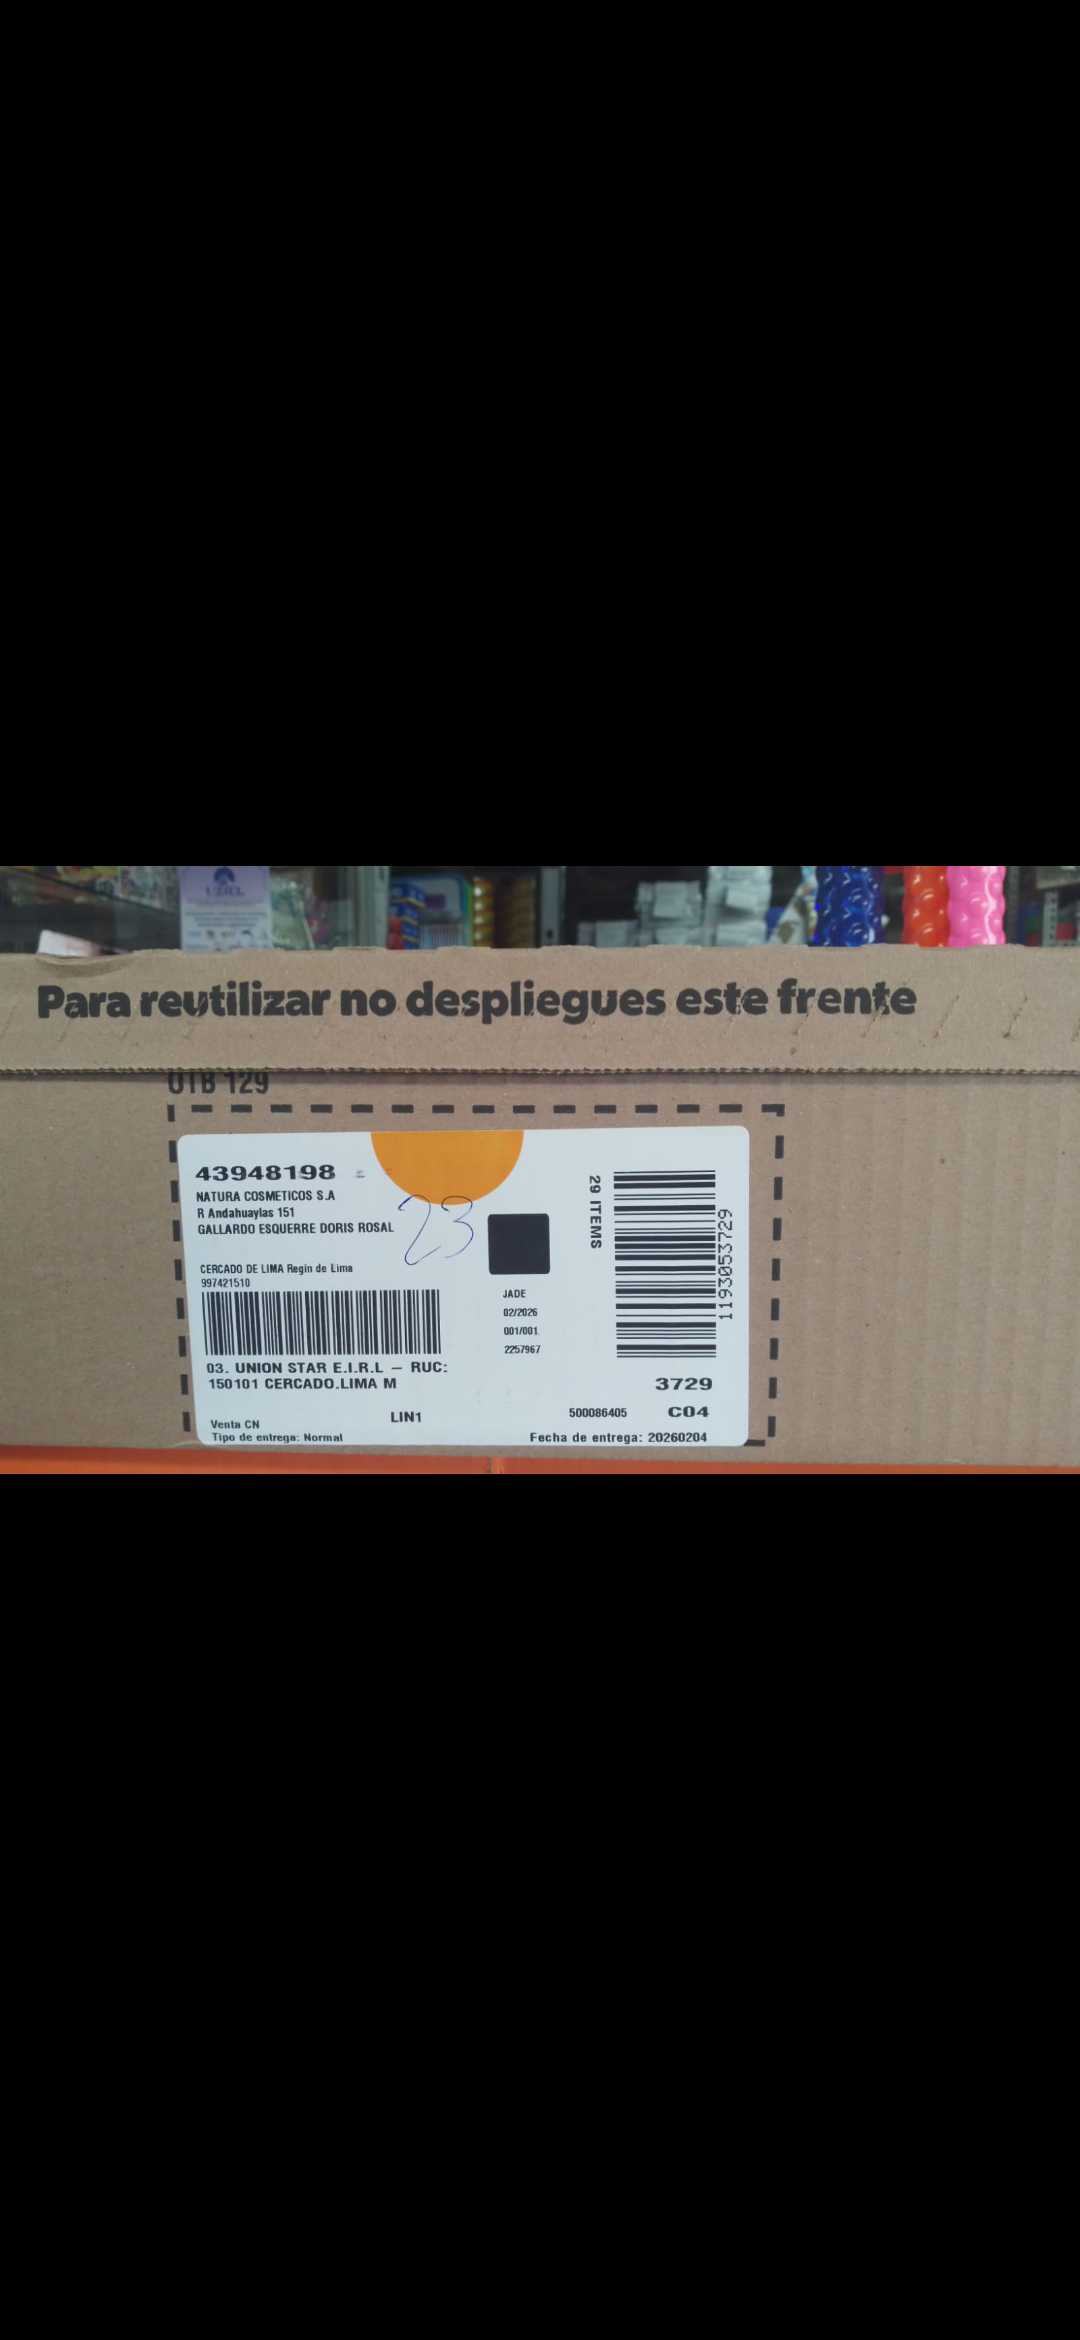 UZIEL
Para reutilizar no despliegues este frente
UTB 129
43948198
NATURA COSMETICOS S.A
R Andahuaylas 151
GALLARDO ESQUERRE DORIS ROSAL
23
CERCADO DE LIMA Regin de Lima
997421510
03. UNION STAR E.I.R.L – RUC:
150101 CERCADO.LIMA M
Venta CN
LIN1
Tipo de entrega: Normal
JADE
02/2026
001/001
2257967
29 ITEMS
1193053729
3729
500086405 C04
Fecha de entrega: 20260204